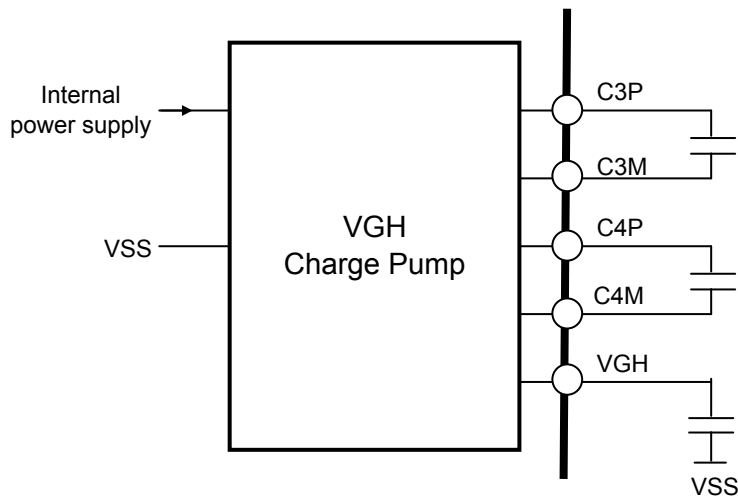 Internal
power supply
VSS
VGH
Charge Pump
C3P
C3M
C4P
C4M
VGH
VSS